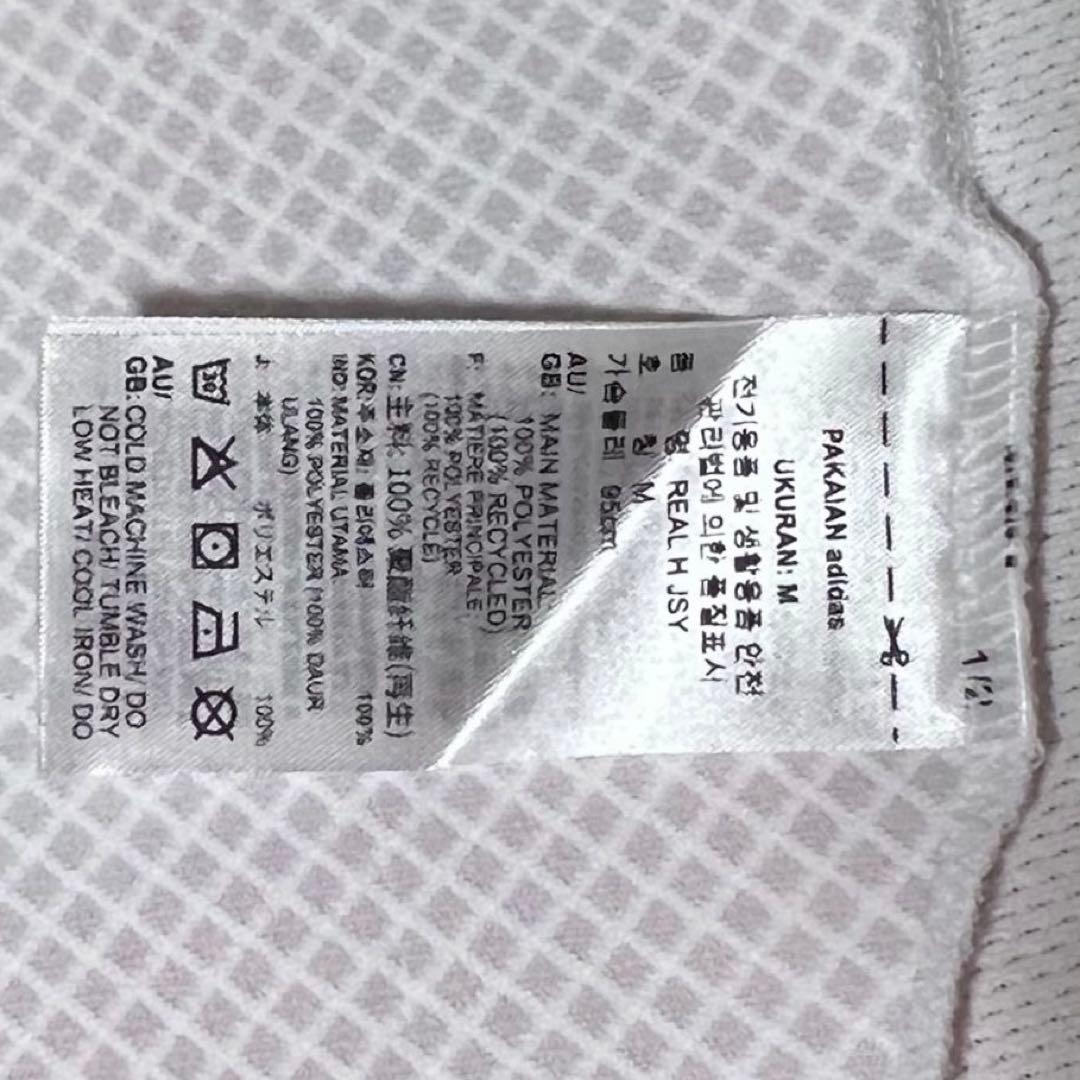 1/2
PAKAIAN adidas
UKURAN: M
전기용품 및 생활용품 안전
관리법에 의한 품질표시
품 명 REAL H JSY
호 칭 M
가슴둘레 95cm
AU/
GB: MAIN MATERIAL:
100% POLYESTER
(100% RECYCLED)
F: MATIERE PRINCIPALE:
100% POLYESTER
(100% RECYCLE)
CN: 主料: 100% 聚酯纤维(再生)
KOR: 주소재: 폴리에스터 100%
IND: MATERIAL UTAMA
100% POLYESTER (100% DAUR
ULANG)
J: 本体 ポリエステル 100%
30
AU/
GB: COLD MACHINE WASH/ DO
NOT BLEACH/ TUMBLE DRY
LOW HEAT/ COOL IRON/ DO